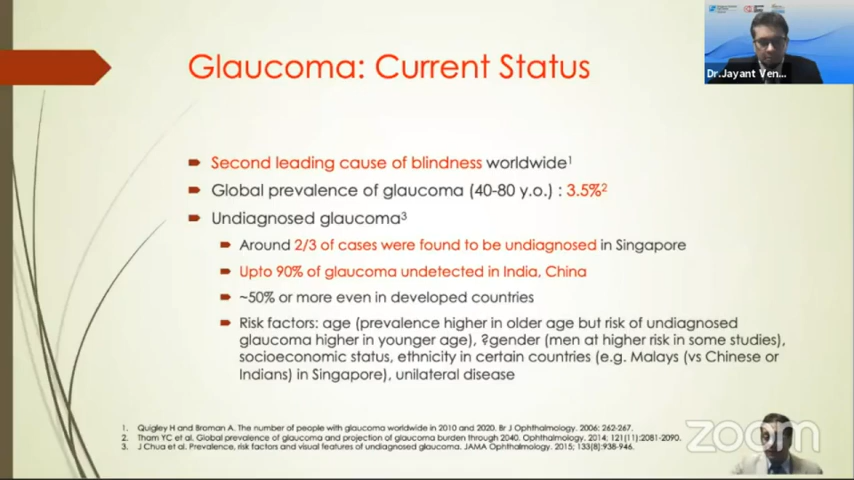 Glaucoma: Current Status
Dr.Jayant Ven...
Second leading cause of blindness worldwide1
Global prevalence of glaucoma (40-80 y.o.) : 3.5%2
Undiagnosed glaucoma3
Around 2/3 of cases were found to be undiagnosed in Singapore
Upto 90% of glaucoma undetected in India, China
~50% or more even in developed countries
Risk factors: age (prevalence higher in older age but risk of undiagnosed
glaucoma higher in younger age), ?gender (men at higher risk in some studies),
socioeconomic status, ethnicity in certain countries (e.g. Malays (vs Chinese or
Indians) in Singapore), unilateral disease
1. Quigley H and Broman A. The number of people with glaucoma worldwide in 2010 and 2020. Br J Ophthalmology. 2006; 262-267.
2. Tham YC et al. Global prevalence of glaucoma and projection of glaucoma burden through 2040. Ophthalmology. 2014; 121(11):2081-2090.
3. J Chua et al. Prevalence, risk factors and visual features of undiagnosed glaucoma. JAMA Ophthalmology. 2015; 133(8):938-946.
zoom